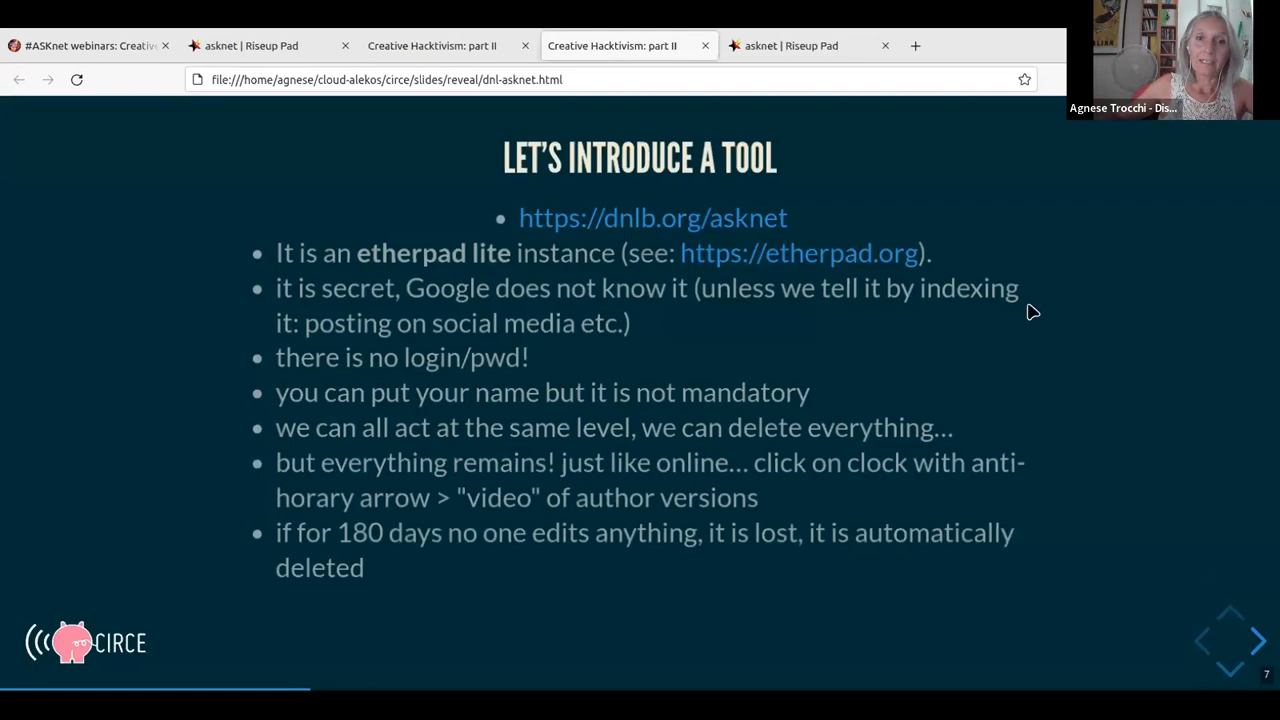 #ASKnet webinars: Creative
asknet | Riseup Pad
Creative Hacktivism: part II
Creative Hacktivism: part II
asknet | Riseup Pad
file:///home/agnese/cloud-alekos/circe/slides/reveal/dnl-asknet.html
Agnese Trocchi - Dis...
LET'S INTRODUCE A TOOL
• https://dnlb.org/asknet
• It is an etherpad lite instance (see: https://etherpad.org).
• it is secret, Google does not know it (unless we tell it by indexing
it: posting on social media etc.)
• there is no login/pwd!
• you can put your name but it is not mandatory
• we can all act at the same level, we can delete everything...
• but everything remains! just like online... click on clock with anti-
horary arrow > "video" of author versions
• if for 180 days no one edits anything, it is lost, it is automatically
deleted
CIRCE
7